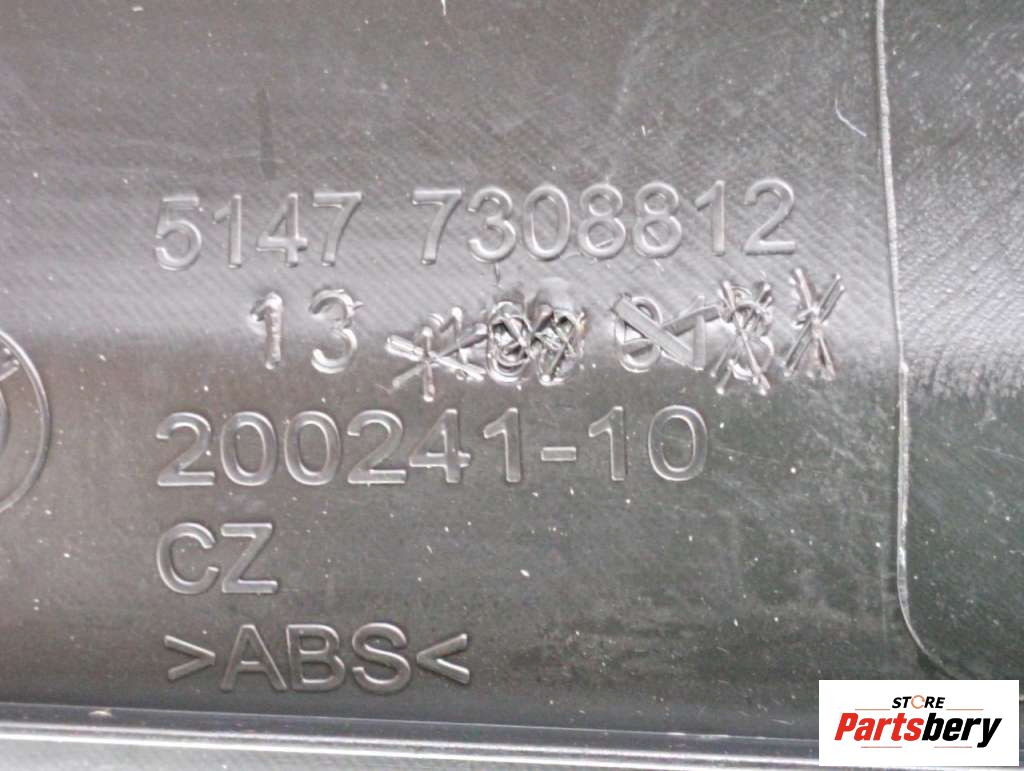 5147 7308812
13
200241-10
CZ
>ABS<
STORE
Partsbery